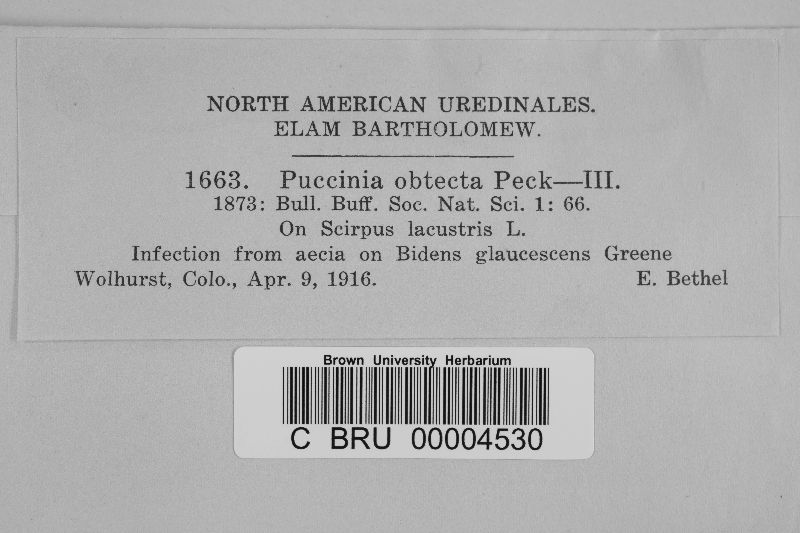 NORTH AMERICAN UREDINALES.
ELAM BARTHOLOMEW.
1663. Puccinia obtecta Peck—III.
1873: Bull. Buff. Soc. Nat. Sci. 1: 66.
On Scirpus lacustris L.
Infection from aecia on Bidens glaucescens Greene
Wolhurst, Colo., Apr. 9, 1916. E. Bethel
Brown University Herbarium
C BRU 00004530